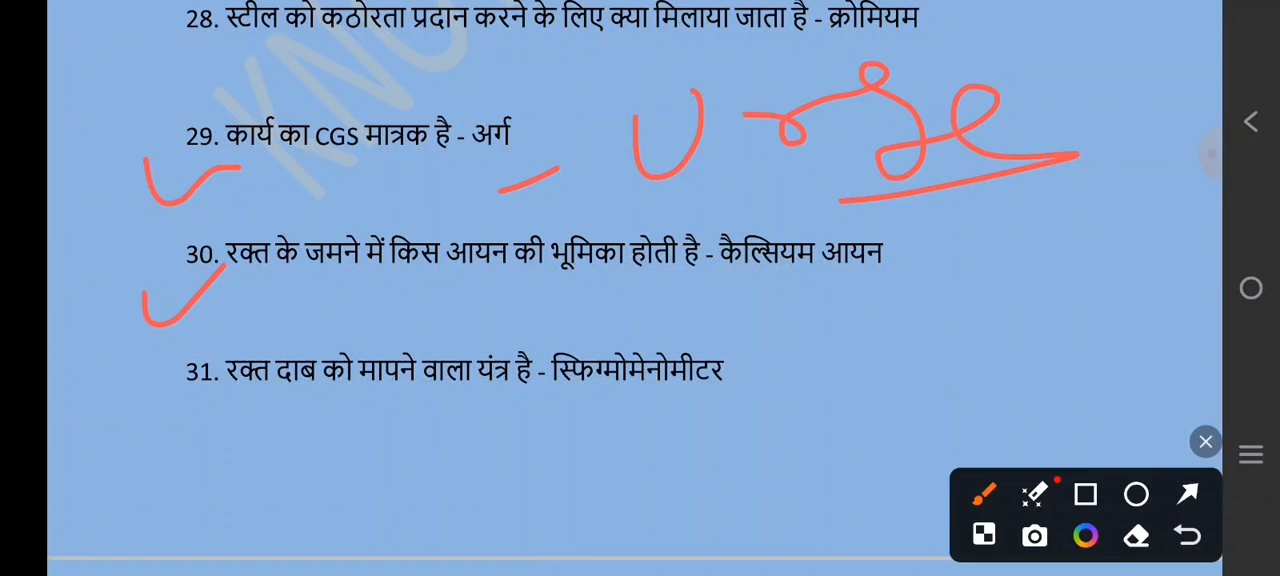 28. स्टील को कठोरता प्रदान करने के लिए क्या मिलाया जाता है - क्रोमियम
29. कार्य का CGS मात्रक है - अर्ग
30. रक्त के जमने में किस आयन की भूमिका होती है - कैल्सियम आयन
31. रक्त दाब को मापने वाला यंत्र है - स्फिग्मोमेनोमीटर